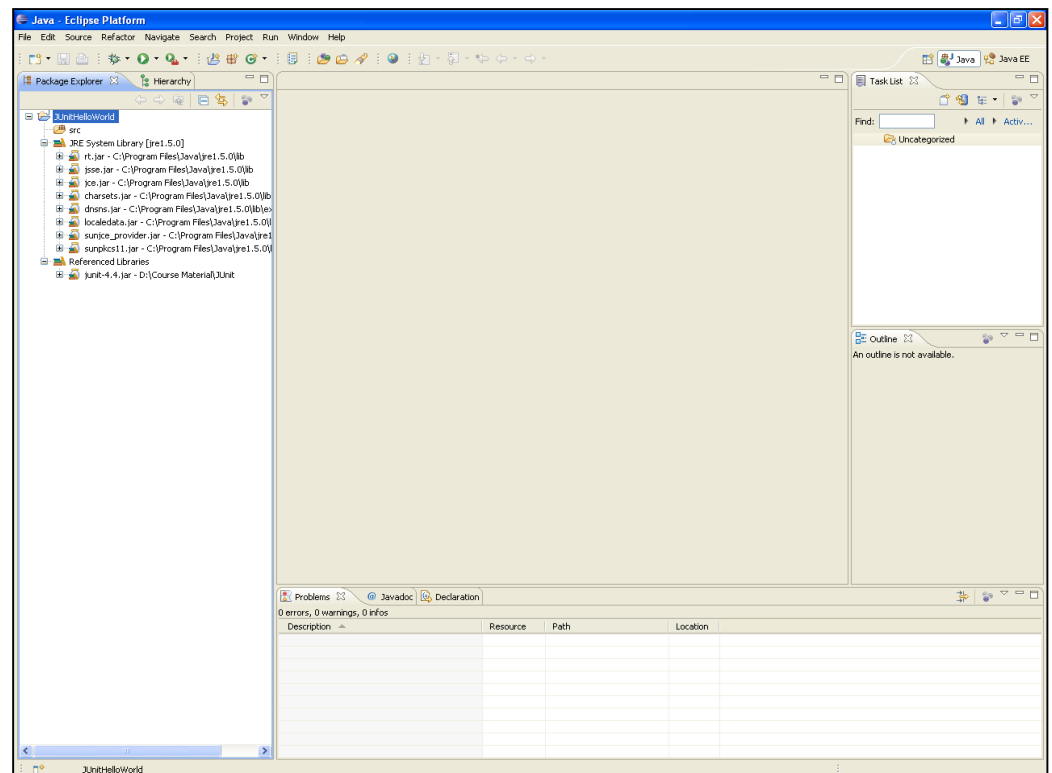 Java - Eclipse Platform
File Edit Source Refactor Navigate Search Project Run Window Help
Java Java EE
Package Explorer Hierarchy
JUnitHelloWorld
src
JRE System Library [jre1.5.0]
rt.jar - C:\Program Files\Java\jre1.5.0\lib
jsse.jar - C:\Program Files\Java\jre1.5.0\lib
jce.jar - C:\Program Files\Java\jre1.5.0\lib
charsets.jar - C:\Program Files\Java\jre1.5.0\lib
dnsns.jar - C:\Program Files\Java\jre1.5.0\lib\ex
localedata.jar - C:\Program Files\Java\jre1.5.0\l
sunjce_provider.jar - C:\Program Files\Java\jre1
sunpkcs11.jar - C:\Program Files\Java\jre1.5.0\l
Referenced Libraries
junit-4.4.jar - D:\Course Material\JUnit
Task List
Find: All Activ...
Uncategorized
Outline
An outline is not available.
Problems @ Javadoc Declaration
0 errors, 0 warnings, 0 infos
Description Resource Path Location
JUnitHelloWorld